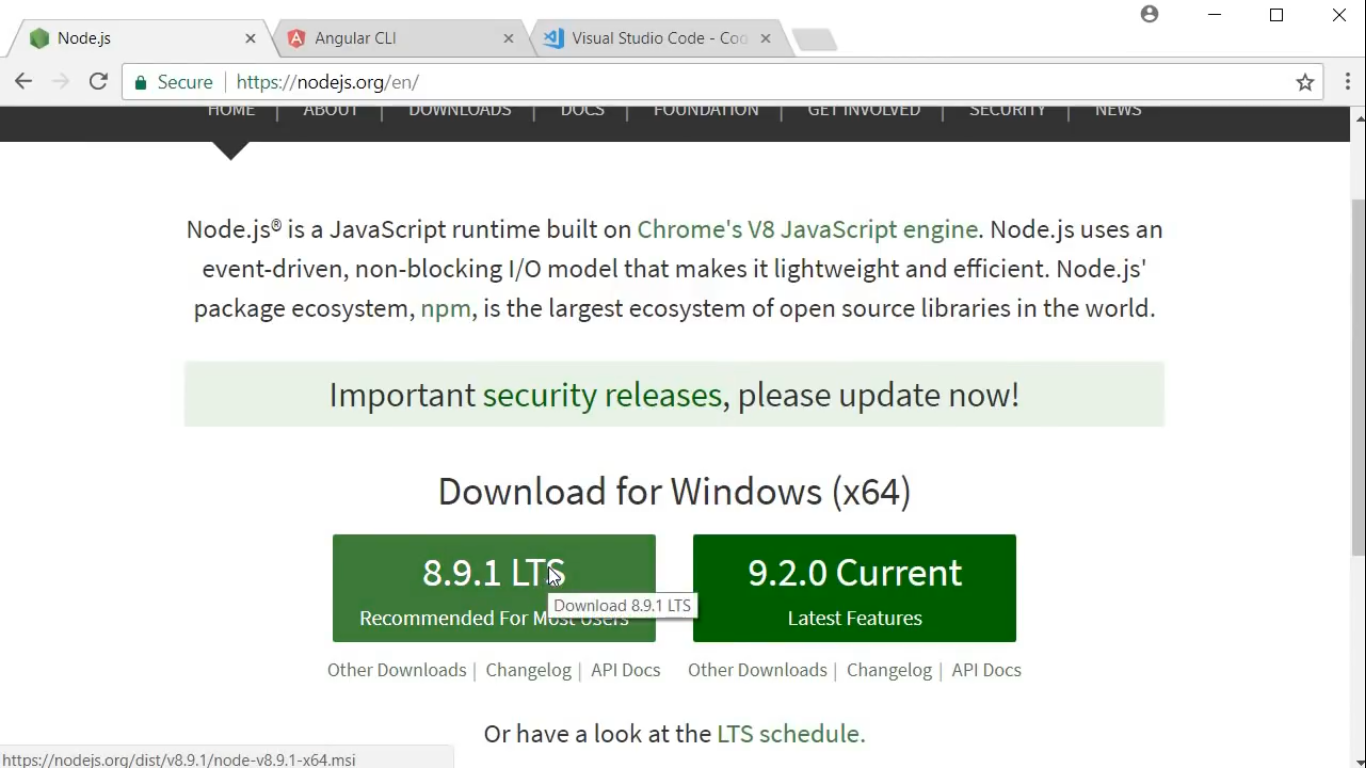 Node.js
Angular CLI
Visual Studio Code - Cod
Secure
https://nodejs.org/en/
HOME | ABOUT | DOWNLOADS | DOCS | FOUNDATION | GET INVOLVED | SECURITY | NEWS
Node.js® is a JavaScript runtime built on Chrome's V8 JavaScript engine. Node.js uses an
event-driven, non-blocking I/O model that makes it lightweight and efficient. Node.js'
package ecosystem, npm, is the largest ecosystem of open source libraries in the world.
Important security releases, please update now!
Download for Windows (x64)
8.9.1 LTS
Recommended For Most Users
Download 8.9.1 LTS
9.2.0 Current
Latest Features
Other Downloads | Changelog | API Docs
Other Downloads | Changelog | API Docs
Or have a look at the LTS schedule.
https://nodejs.org/dist/v8.9.1/node-v8.9.1-x64.msi